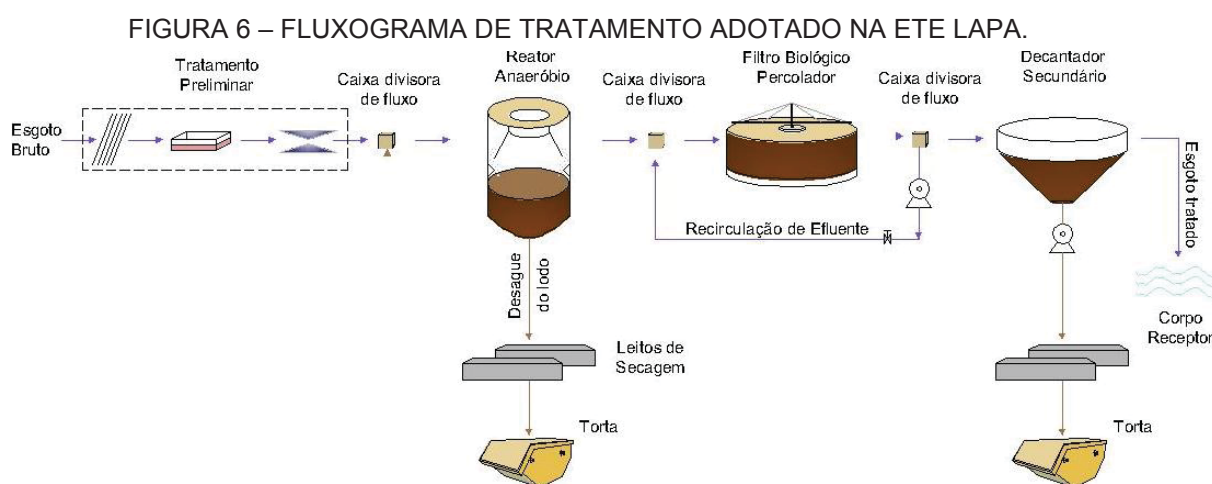 FIGURA 6 – FLUXOGRAMA DE TRATAMENTO ADOTADO NA ETE LAPA.
Tratamento
Preliminar
Caixa divisora
de fluxo
Reator
Anaeróbio
Caixa divisora
de fluxo
Filtro Biológico
Percolador
Caixa divisora
de fluxo
Decantador
Secundário
Esgoto
Bruto
Recirculação de Efluente
Esgoto tratado
Desague
do lodo
Corpo
Receptor
Leitos de
Secagem
Torta
Torta